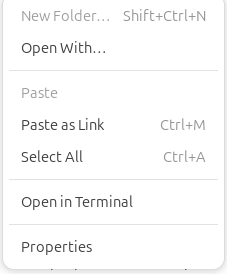 New Folder… Shift+Ctrl+N
Open With…
Paste
Paste as Link Ctrl+M
Select All Ctrl+A
Open in Terminal
Properties